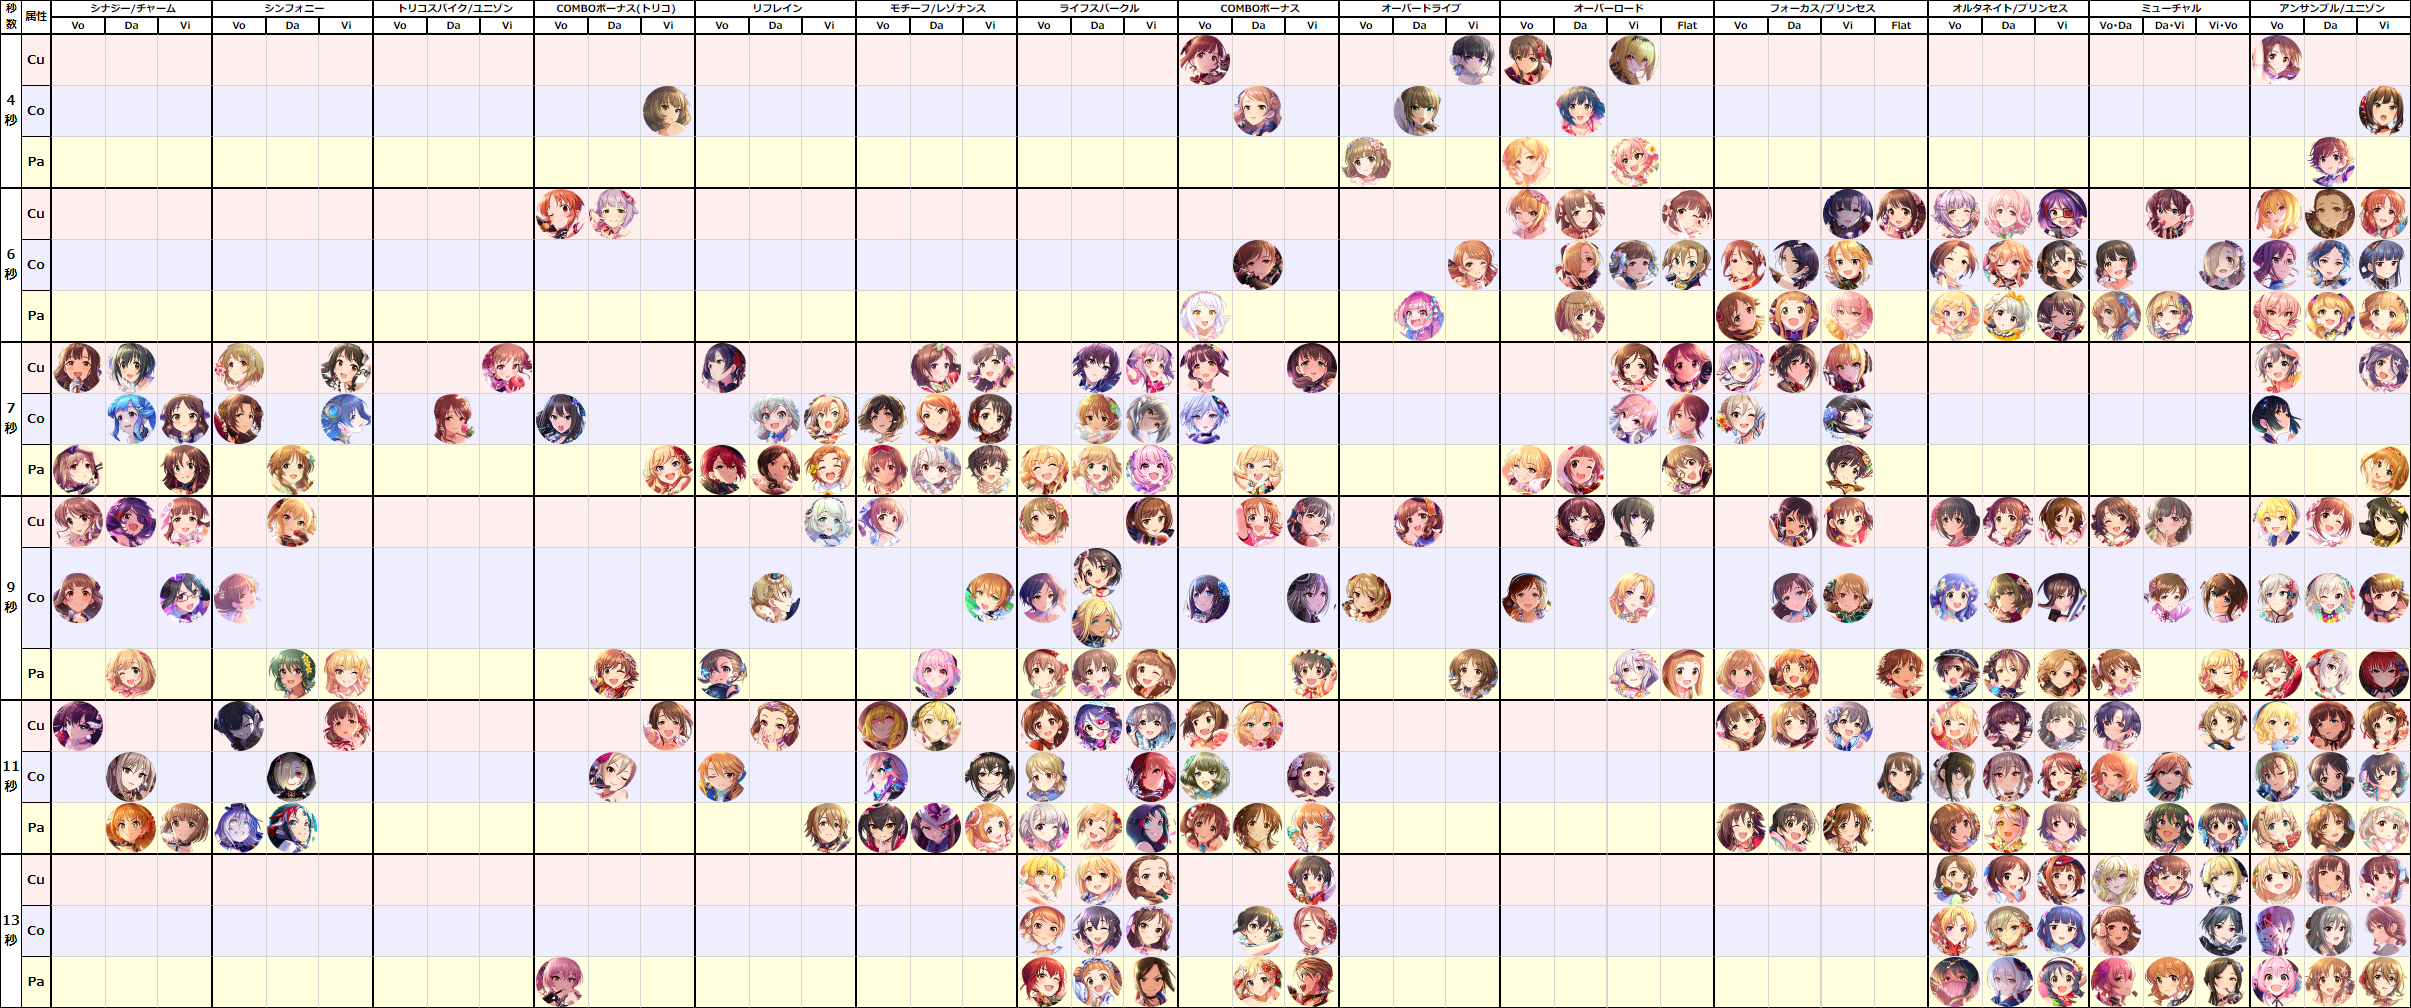 秒数 属性 シナジー/チャーム シンフォニー トリコスパイク/ユニゾン COMBOボーナス(トリコ) リフレイン モチーフ/レゾナンス ライフスパークル COMBOボーナス オーバードライブ オーバーロード フォーカス/プリンセス オルタネイト/プリンセス ミューチャル アンサンブル/ユニゾン
Vo Da Vi Vo Da Vi Vo Da Vi Vo Da Vi Vo Da Vi Vo Da Vi Vo Da Vi Vo Da Vi Vo Da Vi Vo Da Vi Flat Vo Da Vi Flat Vo Da Vi Vo・Da Da・Vi Vi・Vo Vo Da Vi
4秒
Cu
Co
Pa
6秒
Cu
Co
Pa
7秒
Cu
Co
Pa
9秒
Cu
Co
Pa
11秒
Cu
Co
Pa
13秒
Cu
Co
Pa